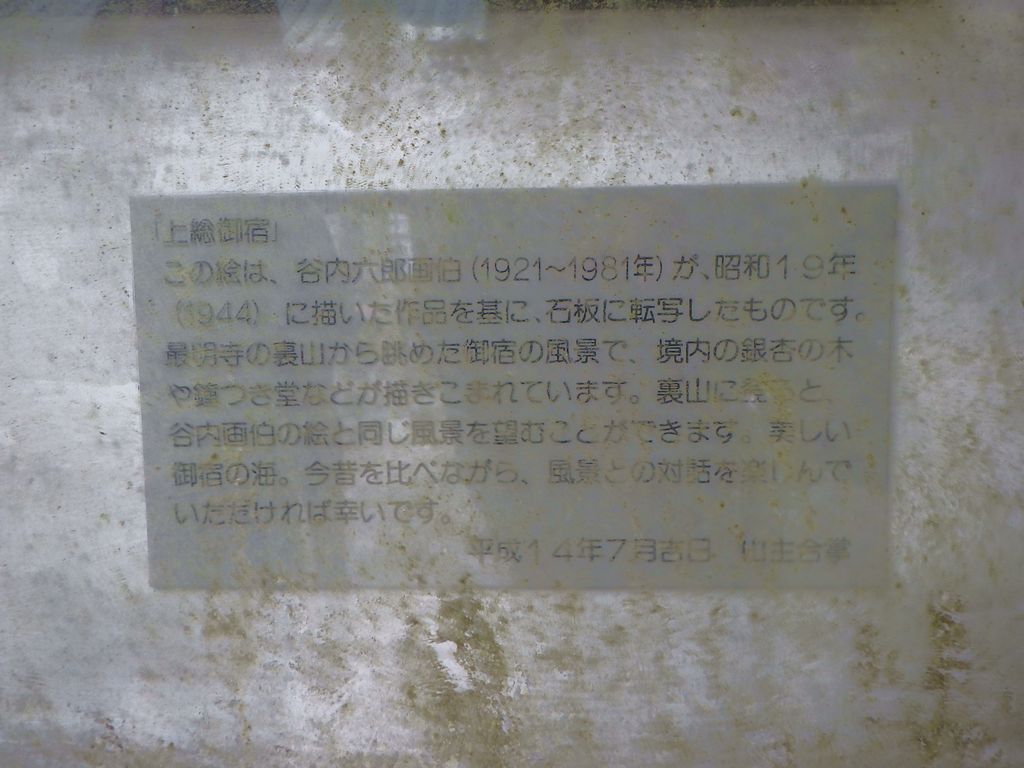 「上総御宿」
この絵は、谷内六郎画伯(1921~1981年)が、昭和19年
(1944) に描いた作品を基に、石板に転写したものです。
最明寺の裏山から眺めた御宿の風景で、境内の銀杏の木
や鐘つき堂などが描きこまれています。裏山に登ると、
谷内画伯の絵と同じ風景を望むことができます。美しい
御宿の海。今昔を比べながら、風景との対話を楽しんで
いただければ幸いです。
平成14年7月吉日 山主合掌